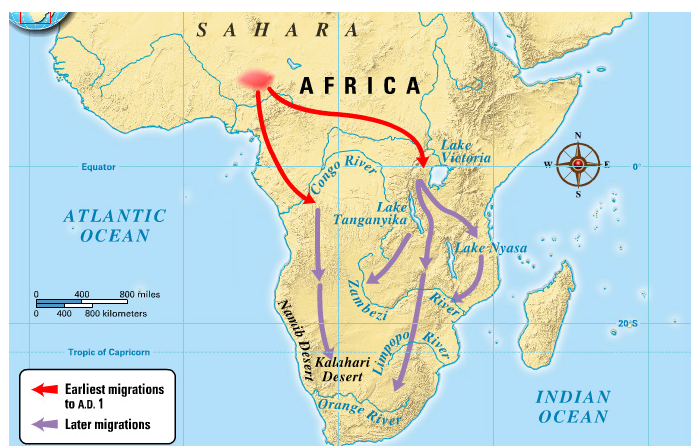 SAHARA
AFRICA
Lake
Victoria
N
W
E
S
Equator
0°
Congo River
ATLANTIC
OCEAN
Lake
Tanganyika
Lake Nyasa
0 400 800 miles
0 400 800 kilometers
Zambezi
River
Namib Desert
20°S
Tropic of Capricorn
Limpopo
River
Kalahari
Desert
Orange River
INDIAN
OCEAN
Earliest migrations
to A.D. 1
Later migrations